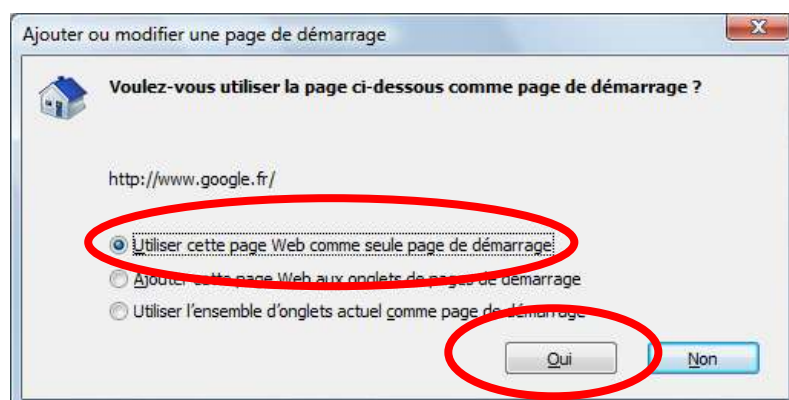 Ajouter ou modifier une page de démarrage
Voulez-vous utiliser la page ci-dessous comme page de démarrage ?
http://www.google.fr/
Utiliser cette page Web comme seule page de démarrage
Ajouter cette page Web aux onglets de pages de démarrage
Utiliser l'ensemble d'onglets actuel comme page de démarrage
Oui Non